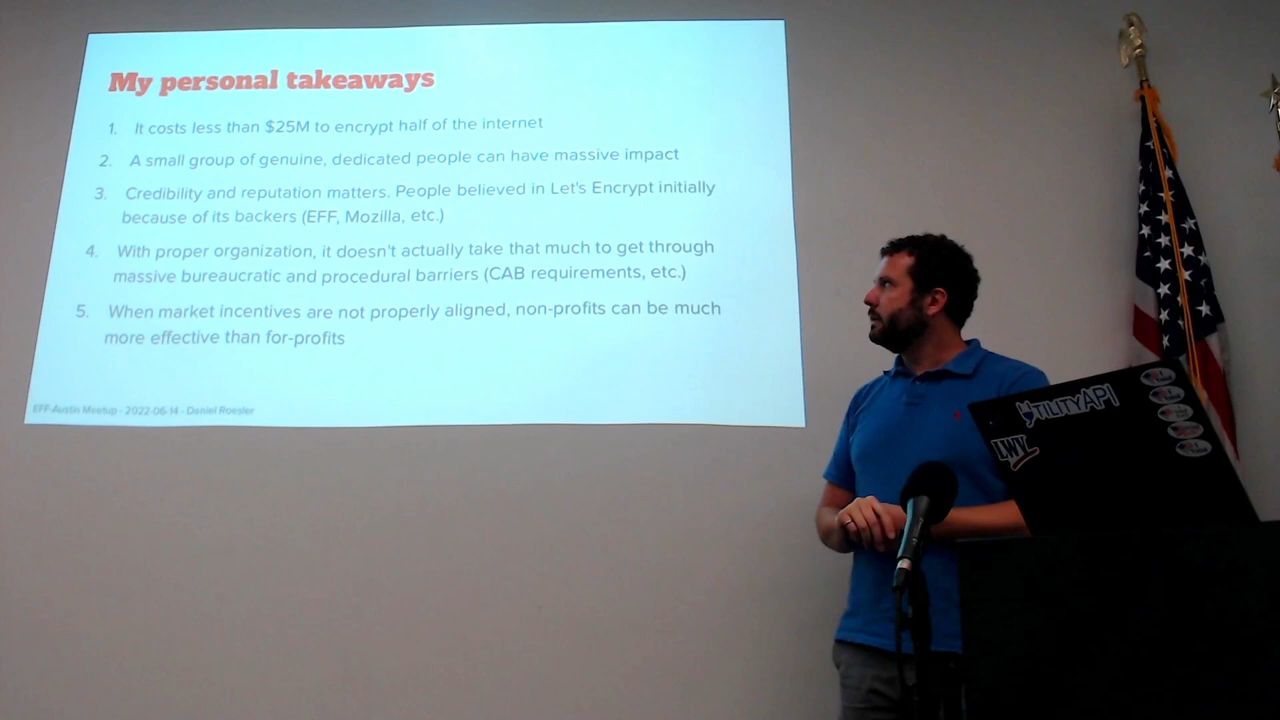 My personal takeaways
1. It costs less than $25M to encrypt half of the internet
2. A small group of genuine, dedicated people can have massive impact
3. Credibility and reputation matters. People believed in Let's Encrypt initially
because of its backers (EFF, Mozilla, etc.)
4. With proper organization, it doesn't actually take that much to get through
massive bureaucratic and procedural barriers (CAB requirements, etc.)
5. When market incentives are not properly aligned, non-profits can be much
more effective than for-profits
EFF-Austin Meetup - 2022-06-14 - Daniel Roesler
UTILITYAPI
LWV